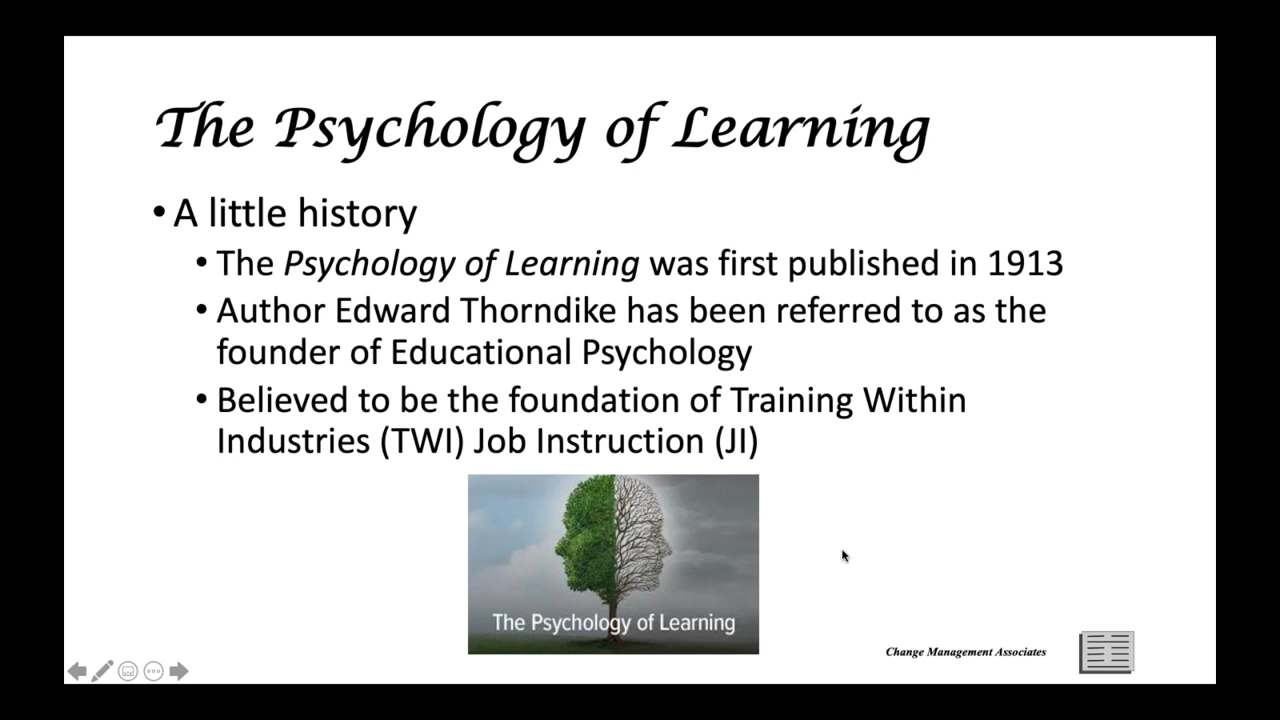 The Psychology of Learning
• A little history
• The Psychology of Learning was first published in 1913
• Author Edward Thorndike has been referred to as the
founder of Educational Psychology
• Believed to be the foundation of Training Within
Industries (TWI) Job Instruction (JI)
The Psychology of Learning
Change Management Associates